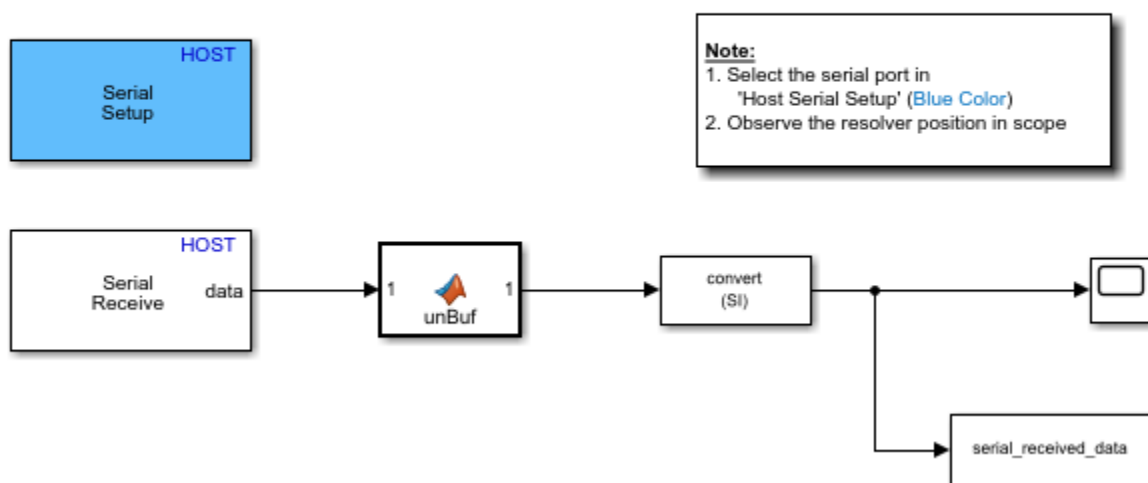 HOST
Serial
Setup
Note:
1. Select the serial port in
'Host Serial Setup' (Blue Color)
2. Observe the resolver position in scope
HOST
Serial
Receive
data
1
1
unBuf
convert
(SI)
serial_received_data